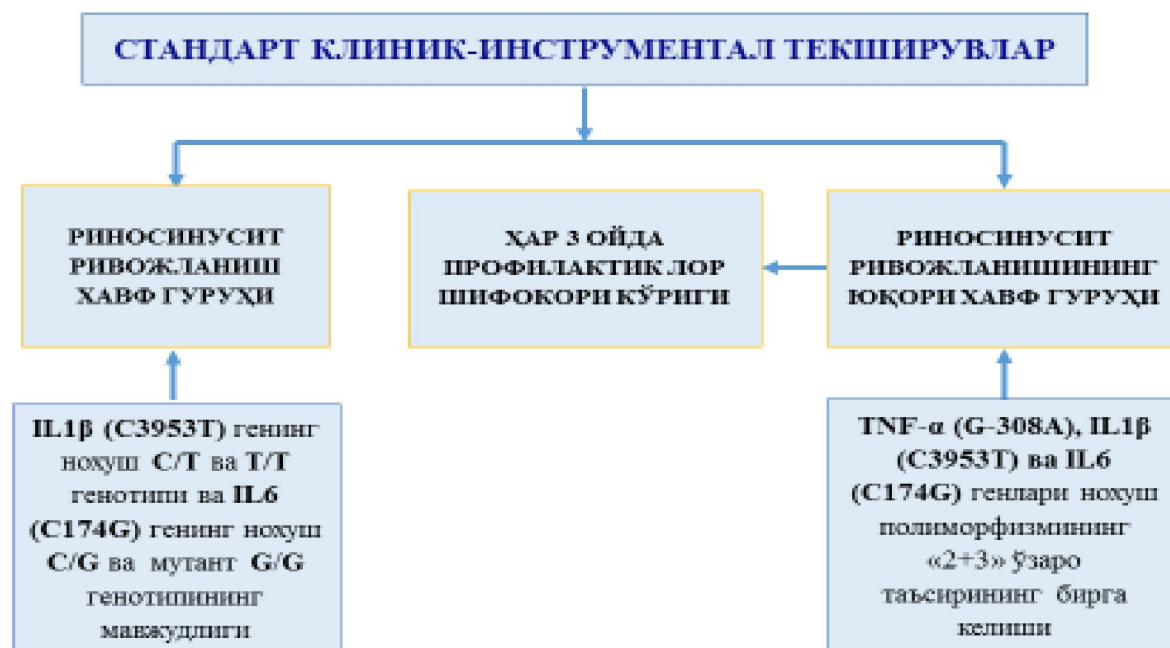 СТАНДАРТ КЛИНИК-ИНСТРУМЕНТАЛ ТЕКШИРУВЛАР
РИНОСИНУСИТ
РИВОЖЛАНИШ
ХАВФ ГУРУҲИ
ҲАР 3 ОЙДА
ПРОФИЛАКТИК ЛОР
ШИФОКОРИ КЎРИГИ
РИНОСИНУСИТ
РИВОЖЛАНИШИНИНГ
ЮҚОРИ ХАВФ ГУРУҲИ
IL1β (C3953T) генинг
нохуш C/T ва T/T
генотипи ва IL6
(C174G) генинг нохуш
C/G ва мутант G/G
генотипининг
мавжудлиги
TNF-α (G-308A), IL1β
(C3953T) ва IL6
(C174G) генлари нохуш
полиморфизмининг
«2+3» ўзаро
таъсирининг бирга
келиши